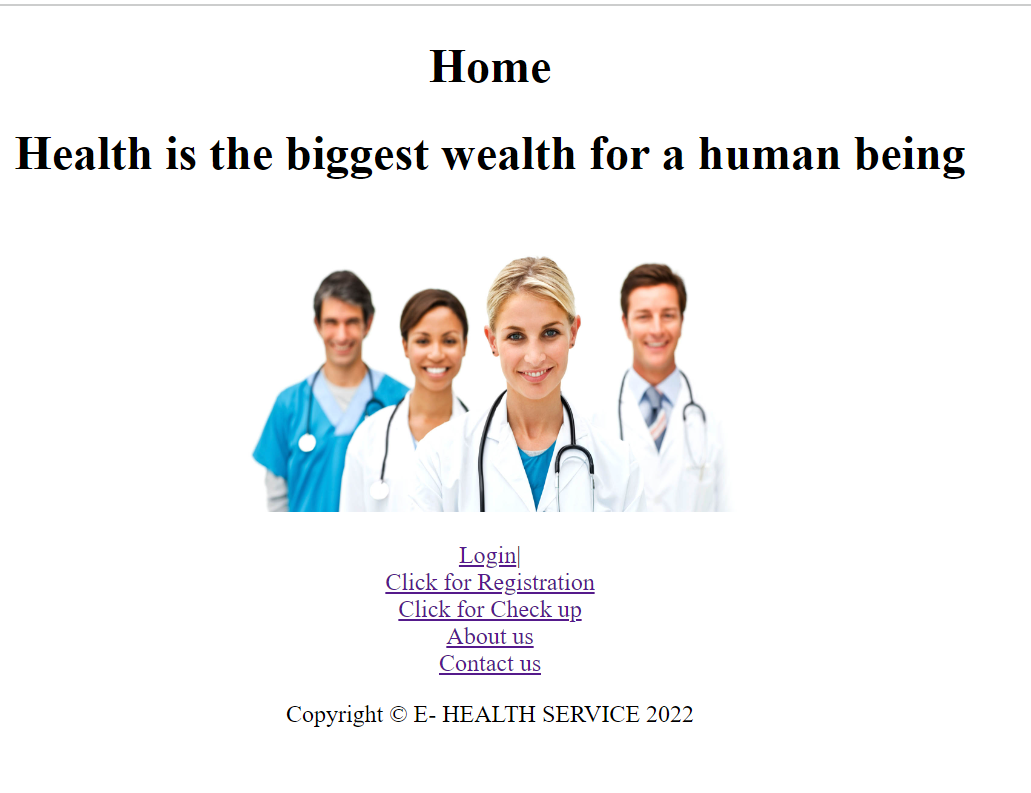 Home
Health is the biggest wealth for a human being
Login|
Click for Registration
Click for Check up
About us
Contact us
Copyright © E- HEALTH SERVICE 2022